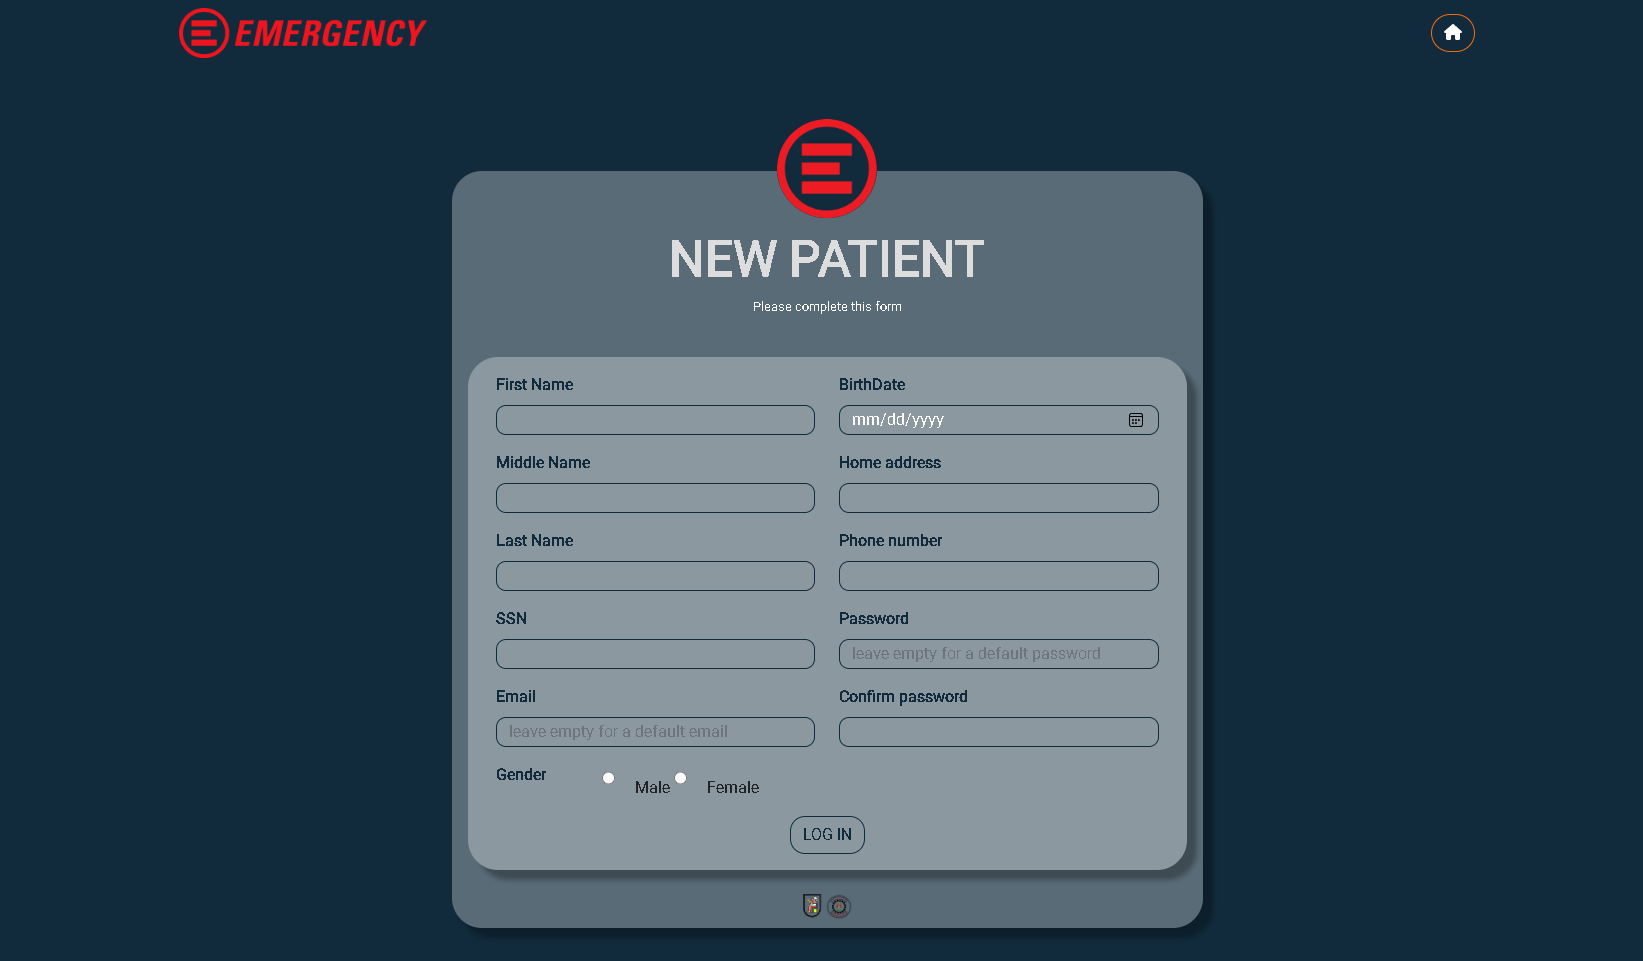 EMERGENCY
NEW PATIENT
Please complete this form
First Name
BirthDate
mm/dd/yyyy
Middle Name
Home address
Last Name
Phone number
SSN
Password
leave empty for a default password
Email
Confirm password
leave empty for a default email
Gender
Male
Female
LOG IN